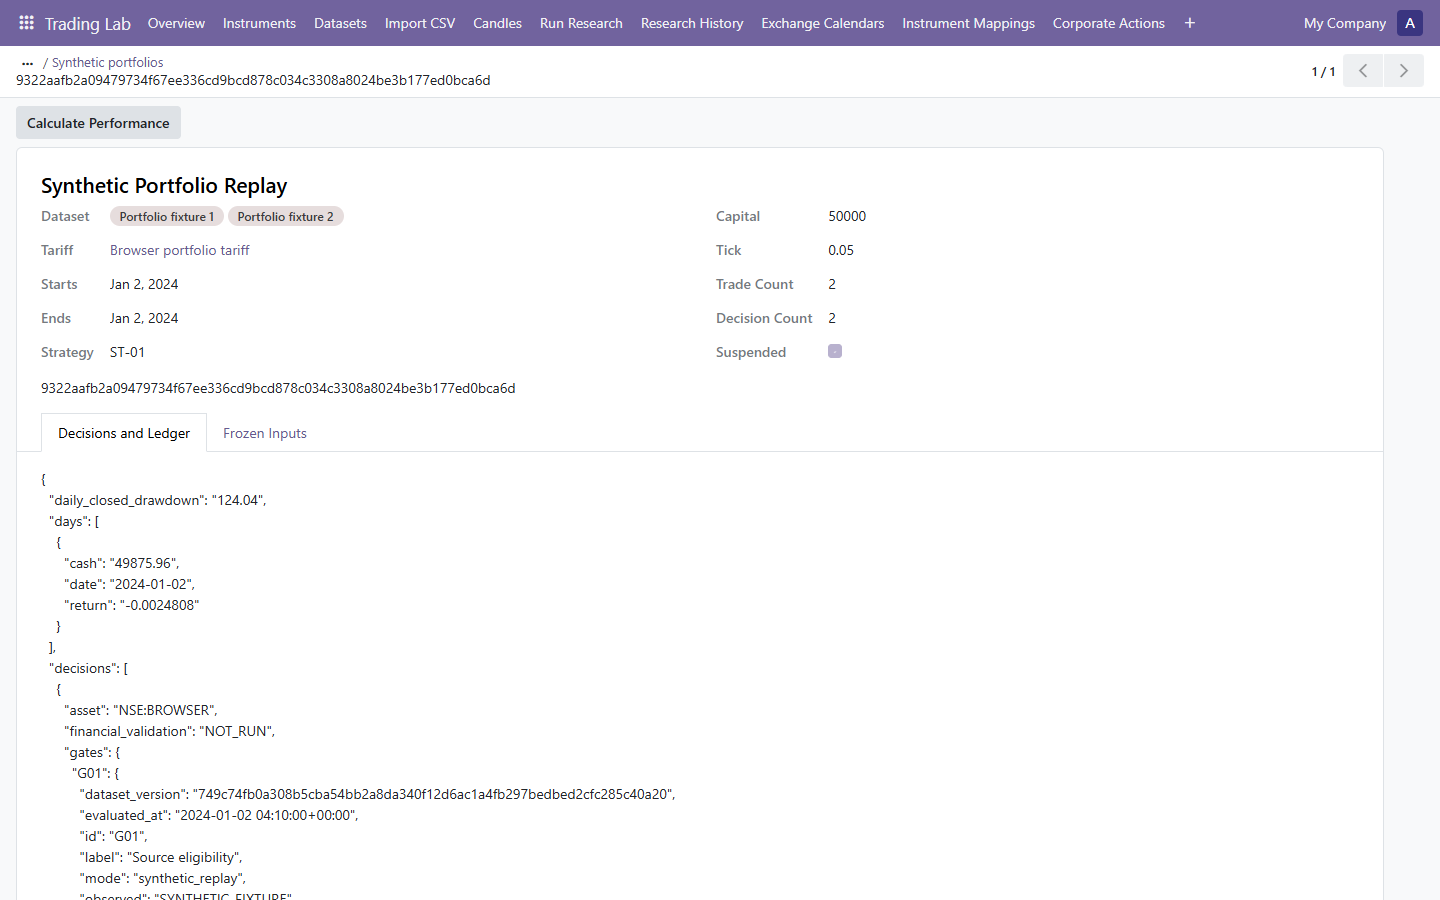 Trading Lab Overview Instruments Datasets Import CSV Candles Run Research Research History Exchange Calendars Instrument Mappings Corporate Actions + My Company A
... / Synthetic portfolios
9322aafb2a09479734f67ee336cd9bcd878c034c3308a8024be3b177ed0bca6d
1 / 1
Calculate Performance
Synthetic Portfolio Replay
Dataset Portfolio fixture 1 Portfolio fixture 2
Capital 50000
Tariff Browser portfolio tariff
Tick 0.05
Starts Jan 2, 2024
Trade Count 2
Ends Jan 2, 2024
Decision Count 2
Strategy ST-01
Suspended
9322aafb2a09479734f67ee336cd9bcd878c034c3308a8024be3b177ed0bca6d
Decisions and Ledger Frozen Inputs
{
"daily_closed_drawdown": "124.04",
"days": [
{
"cash": "49875.96",
"date": "2024-01-02",
"return": "-0.0024808"
}
],
"decisions": [
{
"asset": "NSE:BROWSER",
"financial_validation": "NOT_RUN",
"gates": {
"G01": {
"dataset_version": "749c74fb0a308b5cba54bb2a8da340f12d6ac1a4fb297bedbed2cfc285c40a20",
"evaluated_at": "2024-01-02 04:10:00+00:00",
"id": "G01",
"label": "Source eligibility",
"mode": "synthetic_replay",
"observed": "SYNTHETIC_FIXTURE"